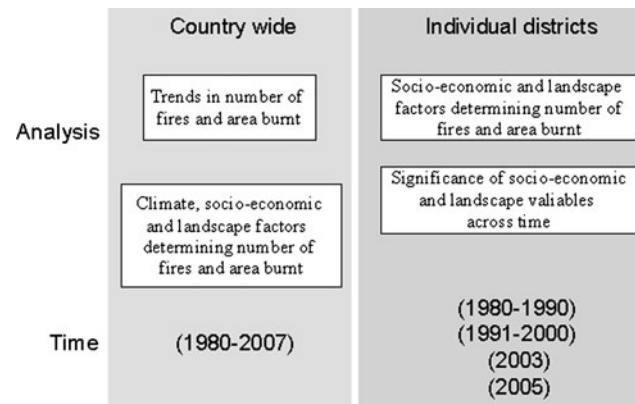 Country wide
Individual districts
Analysis
Trends in number of
fires and area burnt
Climate, socio-economic
and landscape factors
determining number of
fires and area burnt
Socio-economic and landscape
factors determining number of
fires and area burnt
Significance of socio-economic
and landscape valiables
across time
Time
(1980-2007)
(1980-1990)
(1991-2000)
(2003)
(2005)